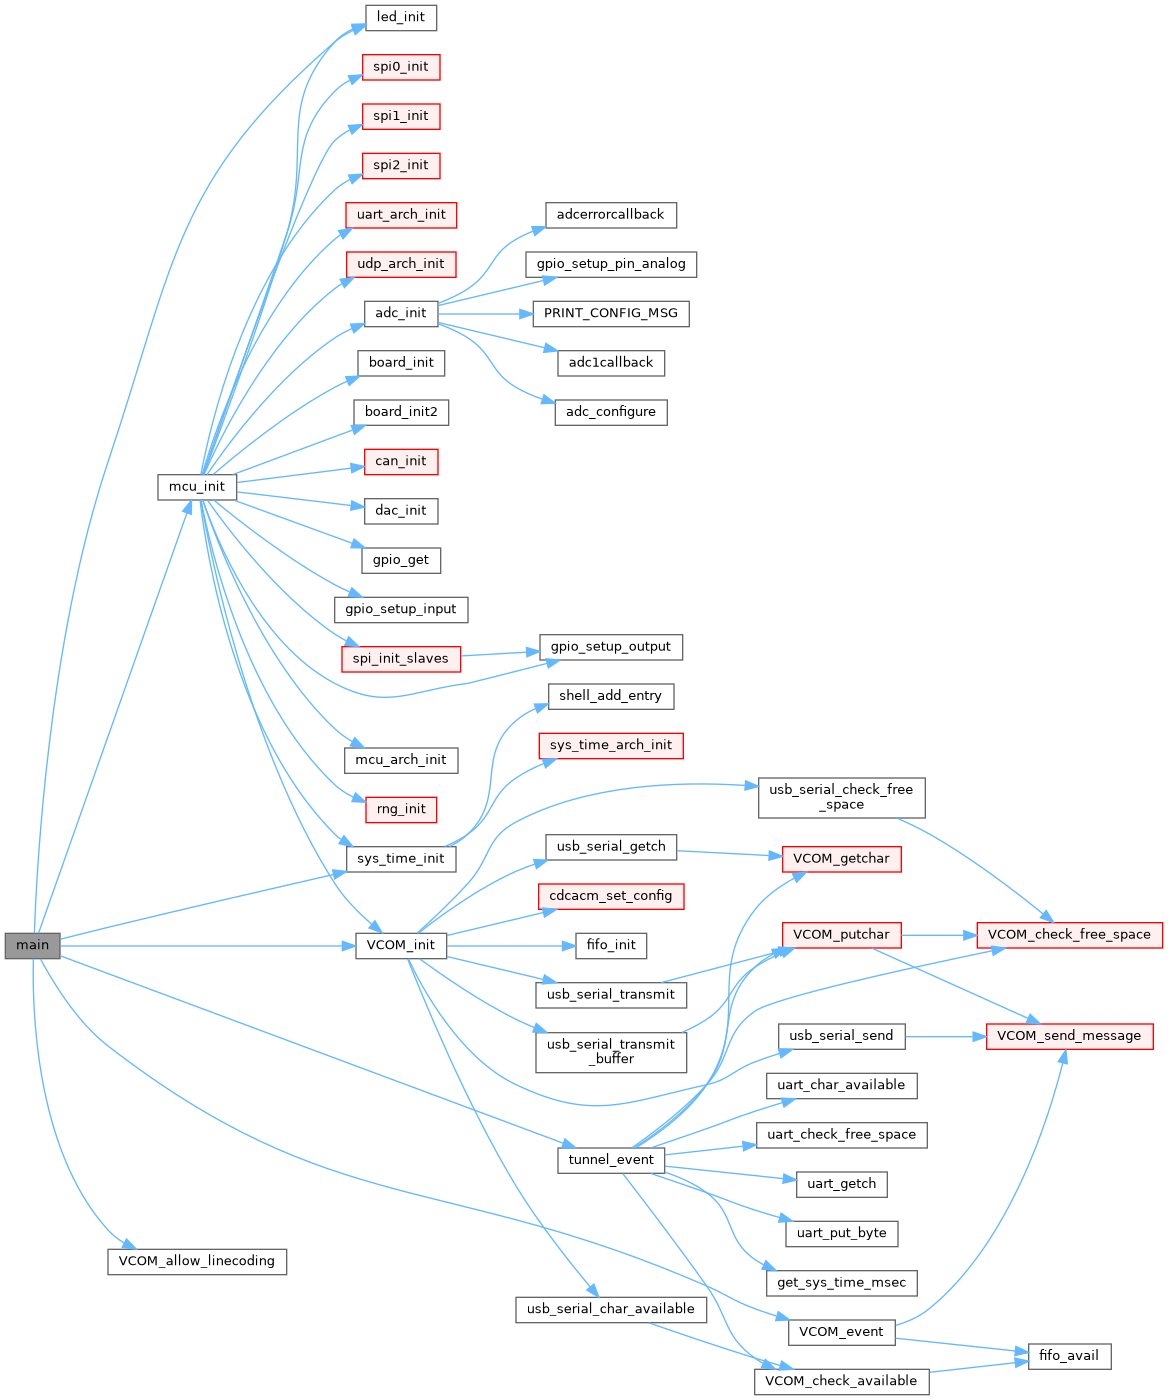 led_init
spi0_init
spi1_init
spi2_init
uart_arch_init
adcerrorcallback
udp_arch_init
gpio_setup_pin_analog
adc_init
PRINT_CONFIG_MSG
board_init
adc1callback
board_init2
adc_configure
can_init
mcu_init
dac_init
gpio_get
gpio_setup_input
spi_init_slaves
gpio_setup_output
shell_add_entry
mcu_arch_init
sys_time_arch_init
rng_init
usb_serial_check_free
_space
sys_time_init
usb_serial_getch
VCOM_getchar
cdcacm_set_config
main
VCOM_init
fifo_init
VCOM_putchar
VCOM_check_free_space
usb_serial_transmit
usb_serial_transmit
_buffer
usb_serial_send
VCOM_send_message
uart_char_available
uart_check_free_space
tunnel_event
uart_getch
uart_put_byte
VCOM_allow_linecoding
get_sys_time_msec
usb_serial_char_available
VCOM_event
fifo_avail
VCOM_check_available